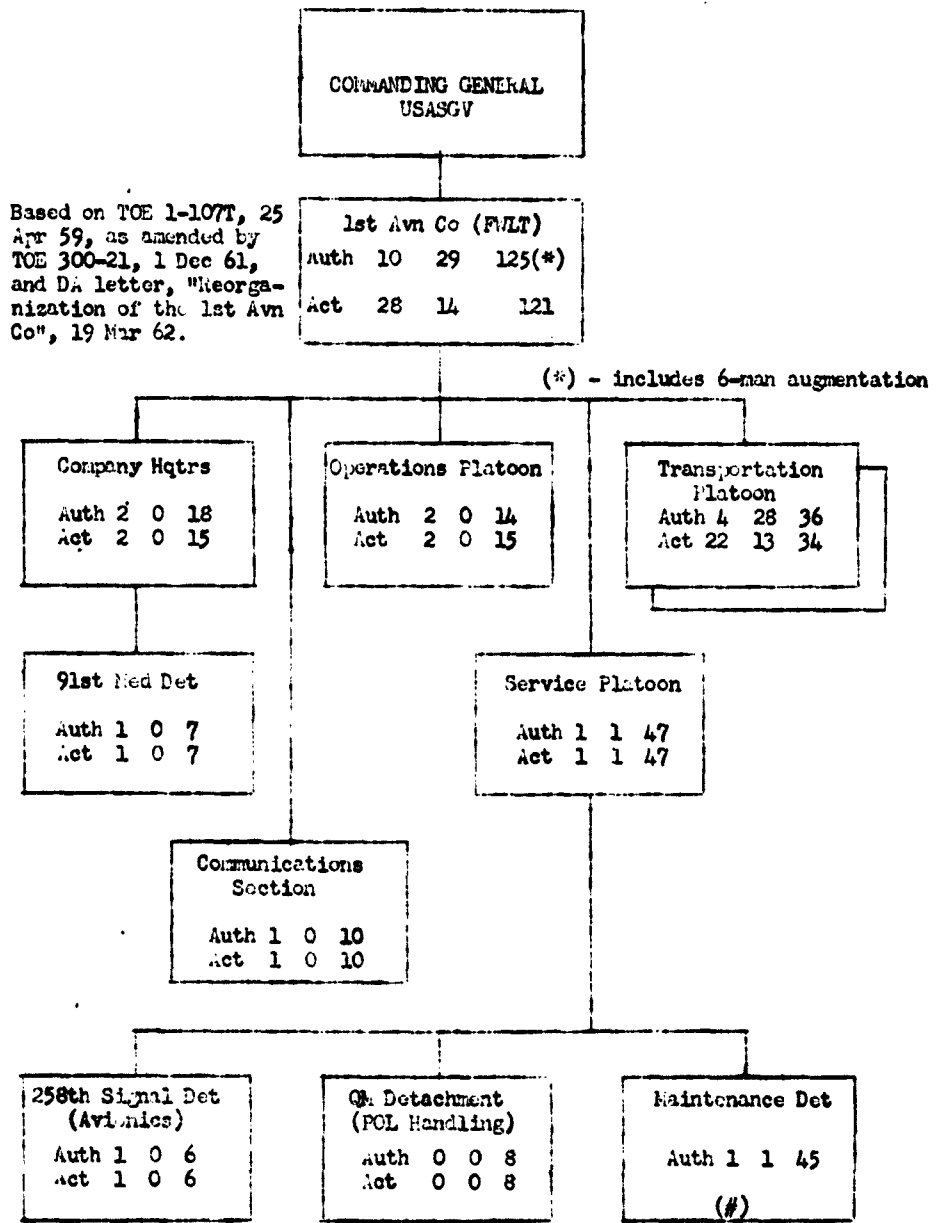 COMMANDING GENERAL
USASGV
Based on TOE 1-107T, 25
Apr 59, as amended by
TOE 300-21, 1 Dec 61,
and DA letter, "Reorga-
nization of the 1st Avn
Co", 19 Mar 62.
1st Avn Co (FWLT)
Auth 10 29 125(*)
Act 28 14 121
(*) - includes 6-man augmentation
Company Hqtrs
Auth 2 0 18
Act 2 0 15
Operations Platoon
Auth 2 0 14
Act 2 0 15
Transportation
Platoon
Auth 4 28 36
Act 22 13 34
91st Med Det
Auth 1 0 7
Act 1 0 7
Service Platoon
Auth 1 1 47
Act 1 1 47
Communications
Section
Auth 1 0 10
Act 1 0 10
258th Signal Det
(Avionics)
Auth 1 0 6
Act 1 0 6
QM Detachment
(POL Handling)
Auth 0 0 8
Act 0 0 8
Maintenance Det
Auth 1 1 45
(#)